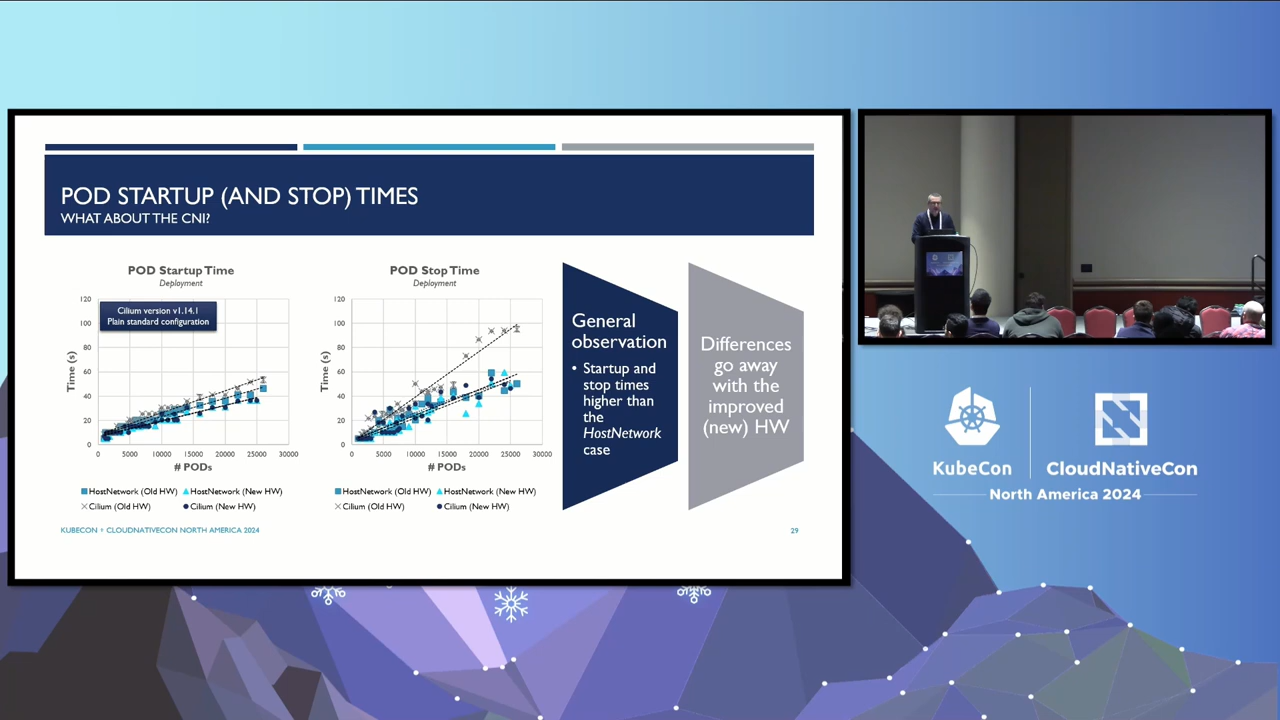 POD STARTUP (AND STOP) TIMES
WHAT ABOUT THE CNI?
POD Startup Time
Deployment
Cilium version v1.14.1
Plain standard configuration
120
100
80
60
40
20
0
Time (s)
0 5000 10000 15000 20000 25000 30000
# PODs
HostNetwork (Old HW) HostNetwork (New HW)
Cilium (Old HW) Cilium (New HW)
POD Stop Time
Deployment
120
100
80
60
40
20
0
Time (s)
0 5000 10000 15000 20000 25000 30000
# PODs
HostNetwork (Old HW) HostNetwork (New HW)
Cilium (Old HW) Cilium (New HW)
General
observation
• Startup and
stop times
higher than
the
HostNetwork
case
Differences
go away
with the
improved
(new) HW
KUBECON + CLOUDNATIVECON NORTH AMERICA 2024
29
KubeCon
CloudNativeCon
North America 2024